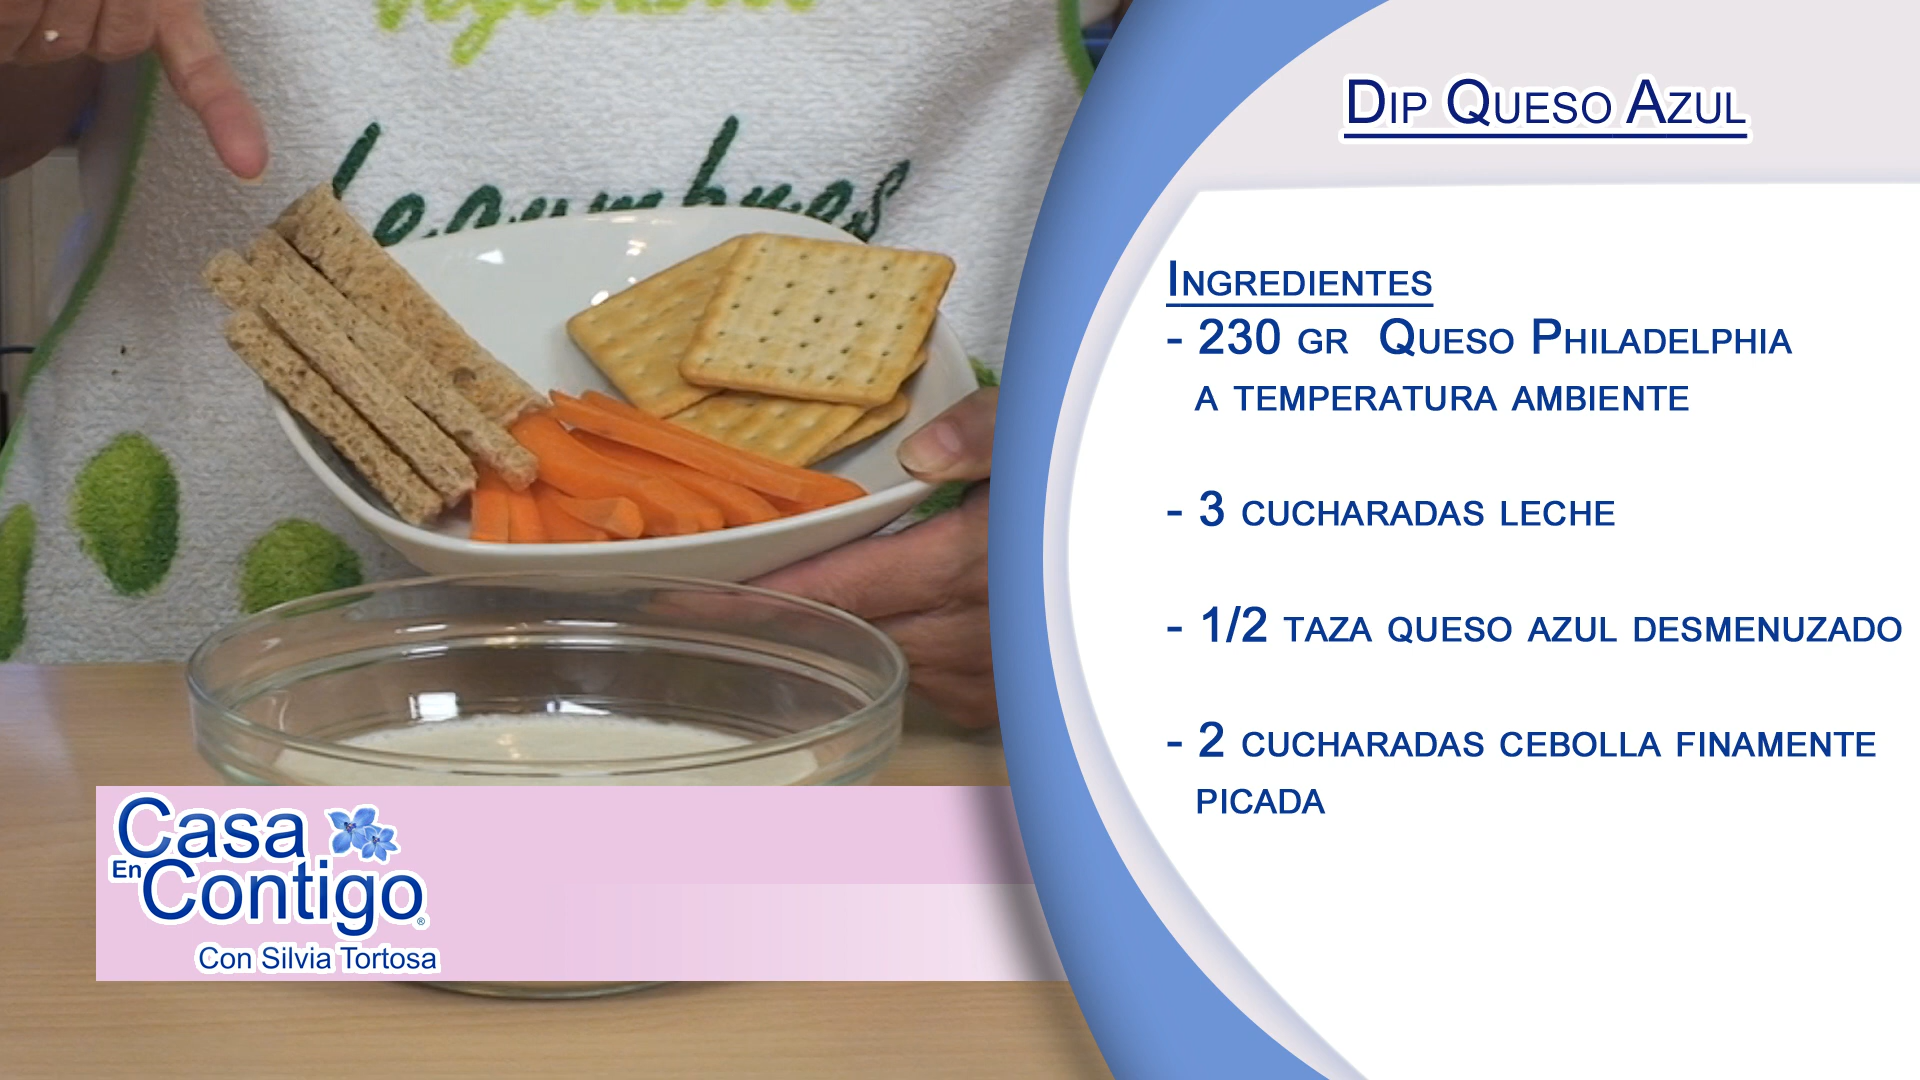 Dip Queso Azul
Ingredientes
- 230 gr Queso Philadelphia
a temperatura ambiente
- 3 cucharadas leche
- 1/2 taza queso azul desmenuzado
- 2 cucharadas cebolla finamente
picada
Legumbres
Casa
En Contigo®
Con Silvia Tortosa